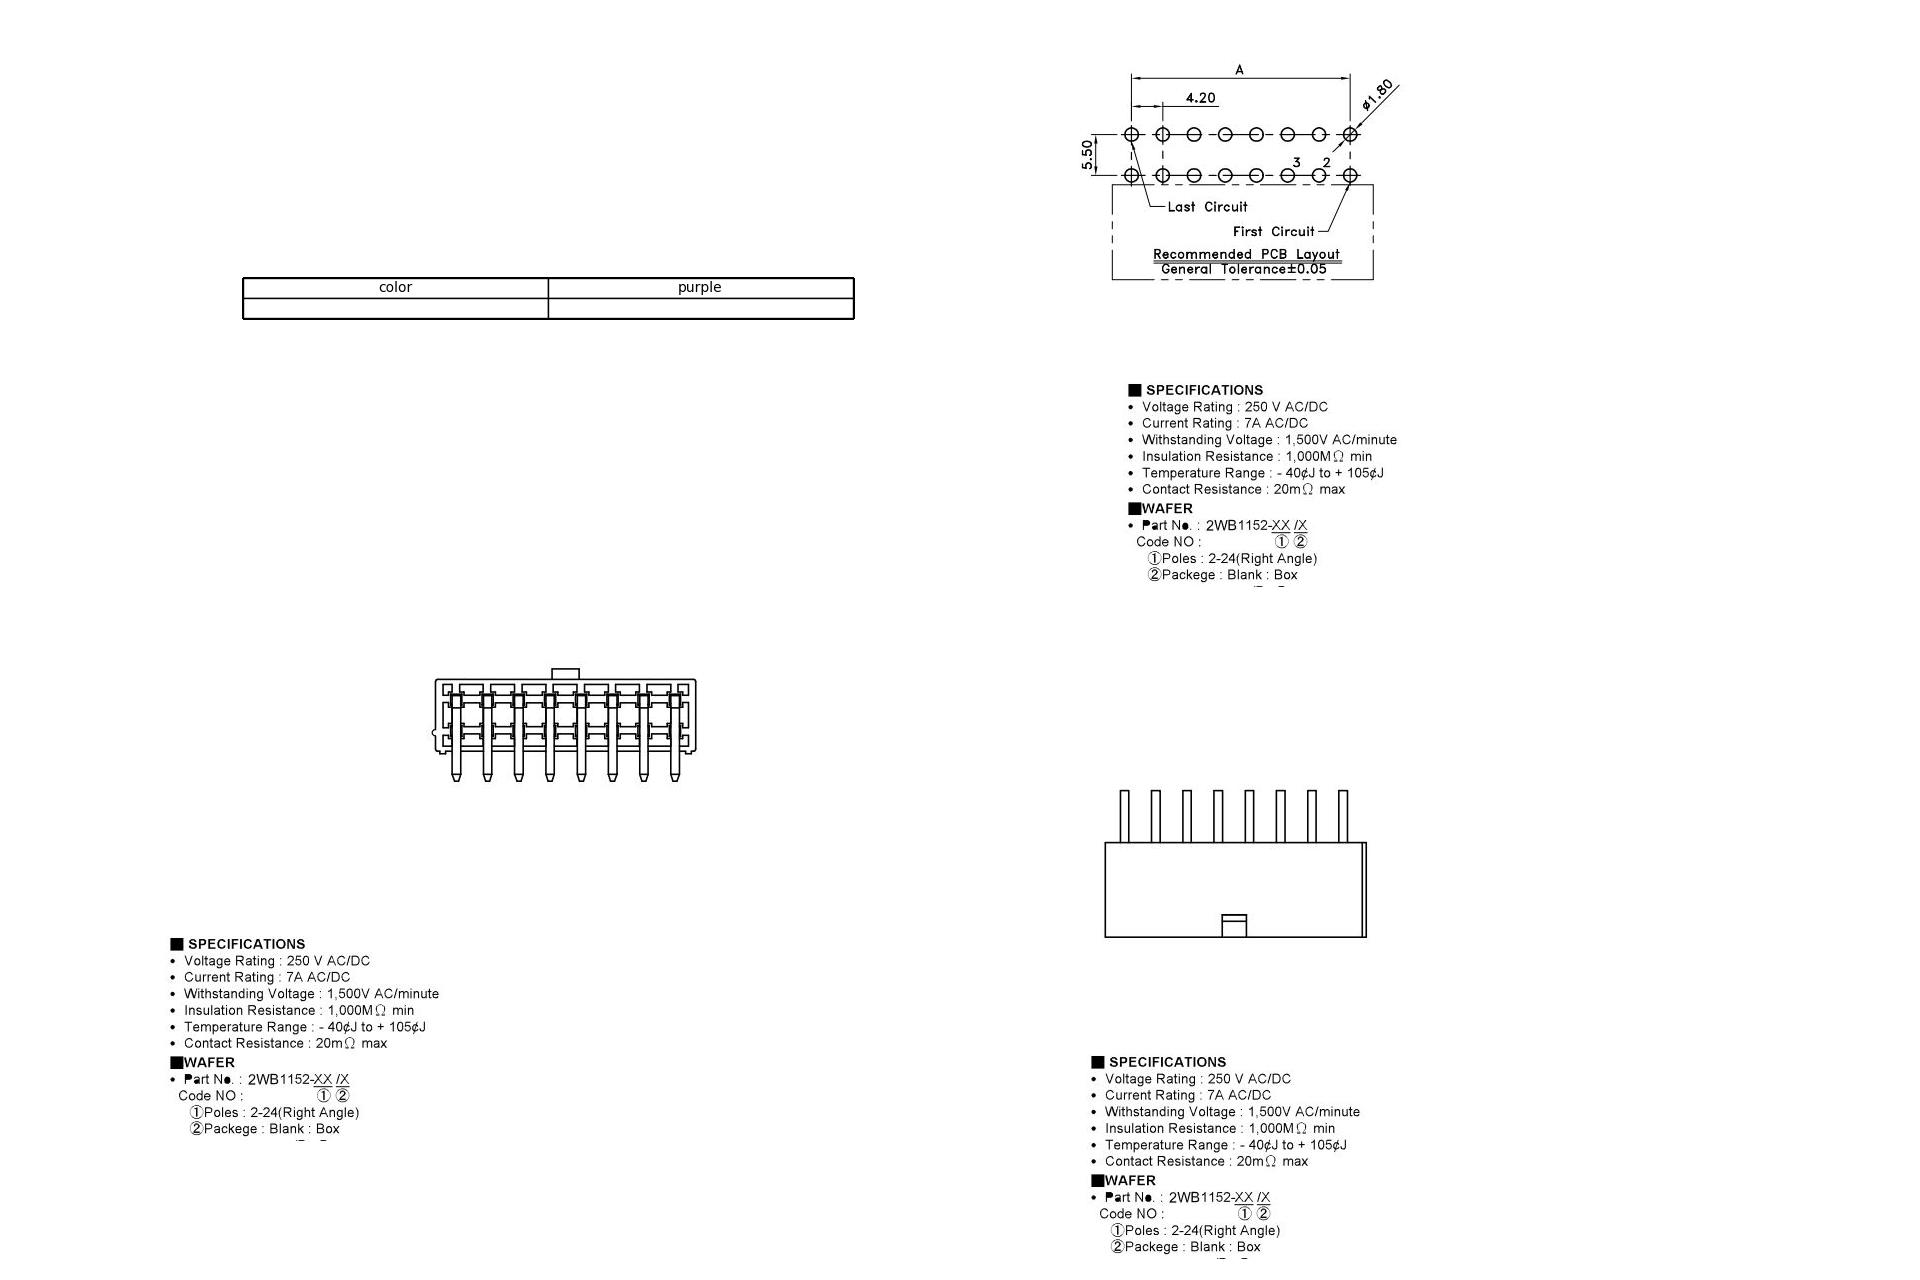 A
4.20
ø1.80
5.50
3 2
Last Circuit
First Circuit
Recommended PCB Layout
General Tolerance±0.05
color purple
■ SPECIFICATIONS
• Voltage Rating : 250 V AC/DC
• Current Rating : 7A AC/DC
• Withstanding Voltage : 1,500V AC/minute
• Insulation Resistance : 1,000MΩ min
• Temperature Range : - 40¢J to + 105¢J
• Contact Resistance : 20mΩ max
■WAFER
• Part No. : 2WB1152-XX /X
Code NO : ① ②
①Poles : 2-24(Right Angle)
②Packege : Blank : Box
■ SPECIFICATIONS
• Voltage Rating : 250 V AC/DC
• Current Rating : 7A AC/DC
• Withstanding Voltage : 1,500V AC/minute
• Insulation Resistance : 1,000MΩ min
• Temperature Range : - 40¢J to + 105¢J
• Contact Resistance : 20mΩ max
■WAFER
• Part No. : 2WB1152-XX /X
Code NO : ① ②
①Poles : 2-24(Right Angle)
②Packege : Blank : Box
■ SPECIFICATIONS
• Voltage Rating : 250 V AC/DC
• Current Rating : 7A AC/DC
• Withstanding Voltage : 1,500V AC/minute
• Insulation Resistance : 1,000MΩ min
• Temperature Range : - 40¢J to + 105¢J
• Contact Resistance : 20mΩ max
■WAFER
• Part No. : 2WB1152-XX /X
Code NO : ① ②
①Poles : 2-24(Right Angle)
②Packege : Blank : Box